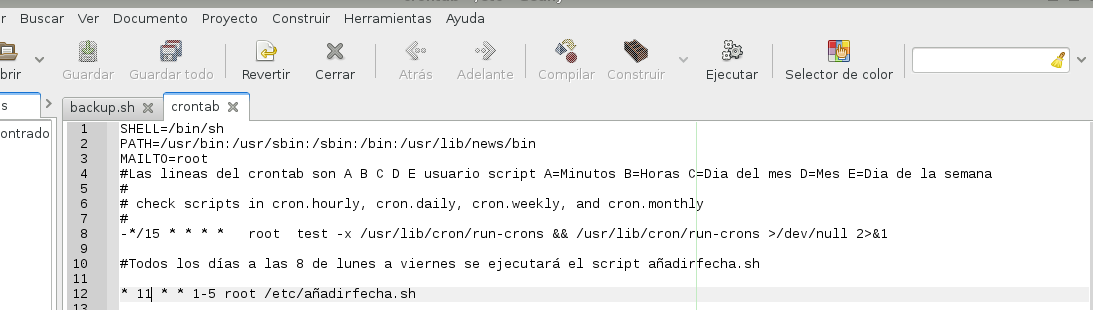 r Buscar Ver Documento Proyecto Construir Herramientas Ayuda
brir Guardar Guardar todo Revertir Cerrar Atrás Adelante Compilar Construir Ejecutar Selector de color
s backup.sh crontab
ontrado
1 SHELL=/bin/sh
2 PATH=/usr/bin:/usr/sbin:/sbin:/bin:/usr/lib/news/bin
3 MAILTO=root
4 #Las lineas del crontab son A B C D E usuario script A=Minutos B=Horas C=Dia del mes D=Mes E=Dia de la semana
5 #
6 # check scripts in cron.hourly, cron.daily, cron.weekly, and cron.monthly
7 #
8 -*/15 * * * * root test -x /usr/lib/cron/run-crons && /usr/lib/cron/run-crons >/dev/null 2>&1
9
10 #Todos los días a las 8 de lunes a viernes se ejecutará el script añadirfecha.sh
11
12 * 11 * * 1-5 root /etc/añadirfecha.sh
13